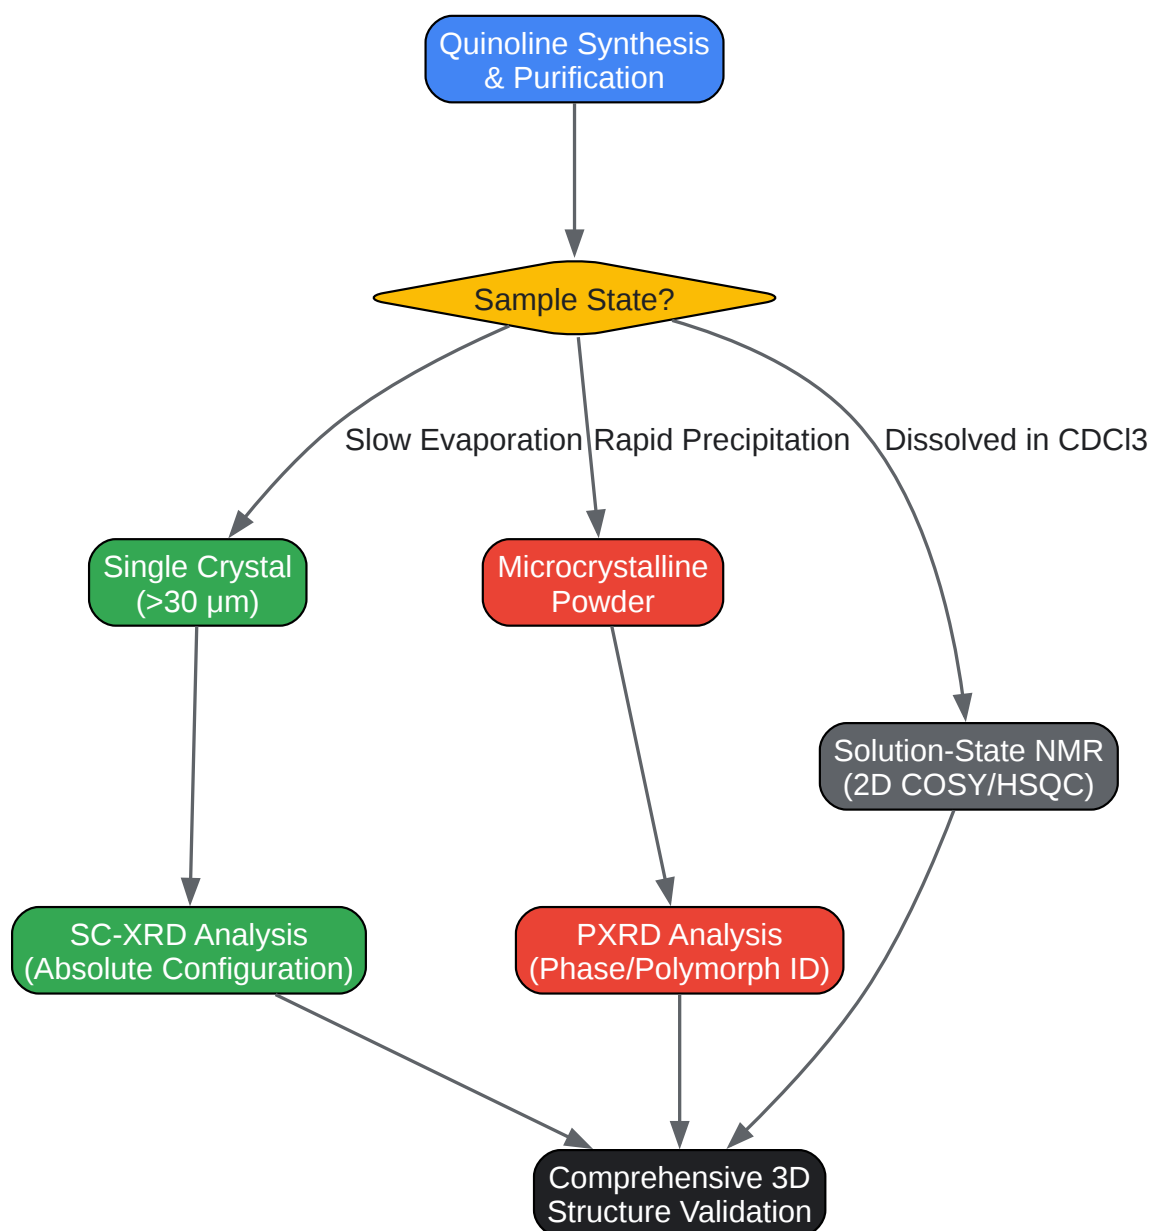 Quinoline Synthesis
& Purification
Sample State?
Slow Evaporation
Rapid Precipitation
Dissolved in CDCl3
Single Crystal
(>30 µm)
Microcrystalline
Powder
Solution-State NMR
(2D COSY/HSQC)
SC-XRD Analysis
(Absolute Configuration)
PXRD Analysis
(Phase/Polymorph ID)
Comprehensive 3D
Structure Validation